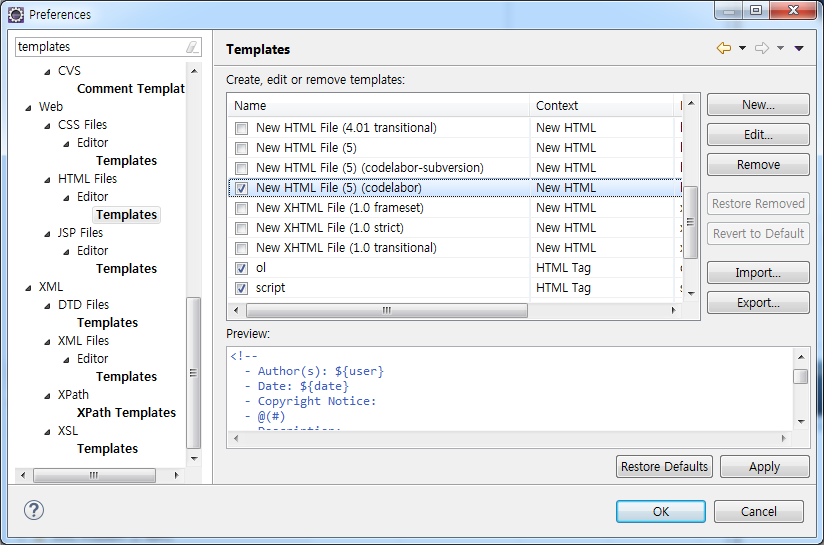 Preferences
templates
CVS
Comment Templat
Web
CSS Files
Editor
Templates
HTML Files
Editor
Templates
JSP Files
Editor
Templates
XML
DTD Files
Templates
XML Files
Editor
Templates
XPath
XPath Templates
XSL
Templates
Templates
Create, edit or remove templates:
Name Context
New HTML File (4.01 transitional) New HTML
New HTML File (5) New HTML
New HTML File (5) (codelabor-subversion) New HTML
New HTML File (5) (codelabor) New HTML
New XHTML File (1.0 frameset) New HTML
New XHTML File (1.0 strict) New HTML
New XHTML File (1.0 transitional) New HTML
ol HTML Tag
script HTML Tag
New...
Edit...
Remove
Restore Removed
Revert to Default
Import...
Export...
Preview:
<!--
- Author(s): ${user}
- Date: ${date}
- Copyright Notice:
- @(#)
- Description:
Restore Defaults Apply
OK Cancel